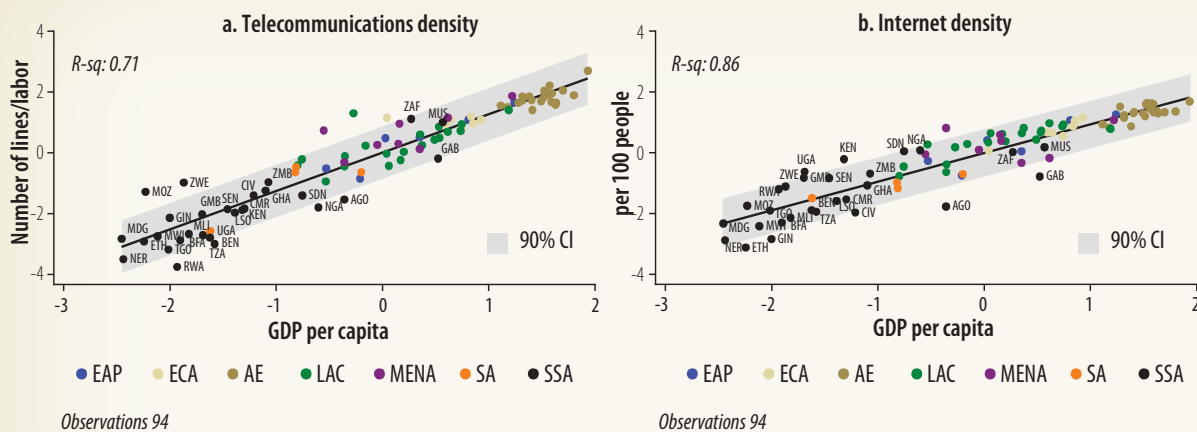 a. Telecommunications density
R-sq: 0.71
Number of lines/labor
4
2
0
-2
-4
ZAF
MUS
GAB
ZWE
MOZ
CIV
ZMB
GMB
SEN
GHA
SDN
AGO
NGA
GIN
CMR
KEN
LSO
MDG
MWI
MLI
UGA
ETH
BFA
BEN
TGO
TZA
NER
RWA
90% CI
-3
-2
-1
0
1
2
GDP per capita
EAP
ECA
AE
LAC
MENA
SA
SSA
Observations 94
b. Internet density
R-sq: 0.86
per 100 people
4
2
0
-2
-4
KEN
SDN
NGA
UGA
ZAF
MUS
ZWE
GMB
SEN
ZMB
GAB
RWA
GHA
MOZ
TGO
BEN
CMR
LSO
CIV
AGO
MDG
MWI
MLI
BFA
TZA
NER
ETH
GIN
90% CI
-3
-2
-1
0
1
2
GDP per capita
EAP
ECA
AE
LAC
MENA
SA
SSA
Observations 94